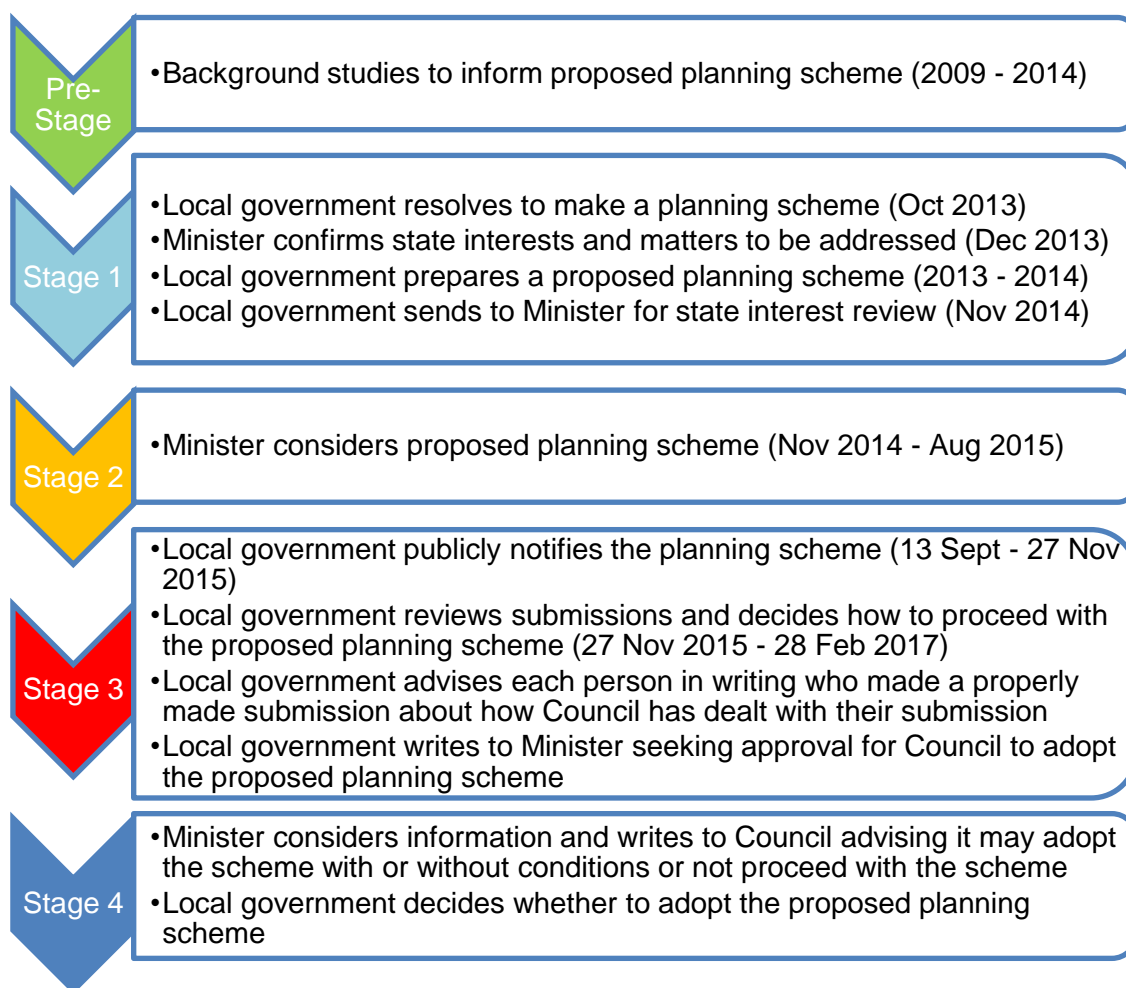 Pre-
Stage
•Background studies to inform proposed planning scheme (2009 - 2014)
Stage 1
•Local government resolves to make a planning scheme (Oct 2013)
•Minister confirms state interests and matters to be addressed (Dec 2013)
•Local government prepares a proposed planning scheme (2013 - 2014)
•Local government sends to Minister for state interest review (Nov 2014)
Stage 2
•Minister considers proposed planning scheme (Nov 2014 - Aug 2015)
Stage 3
•Local government publicly notifies the planning scheme (13 Sept - 27 Nov
2015)
•Local government reviews submissions and decides how to proceed with
the proposed planning scheme (27 Nov 2015 - 28 Feb 2017)
•Local government advises each person in writing who made a properly
made submission about how Council has dealt with their submission
•Local government writes to Minister seeking approval for Council to adopt
the proposed planning scheme
Stage 4
•Minister considers information and writes to Council advising it may adopt
the scheme with or without conditions or not proceed with the scheme
•Local government decides whether to adopt the proposed planning
scheme